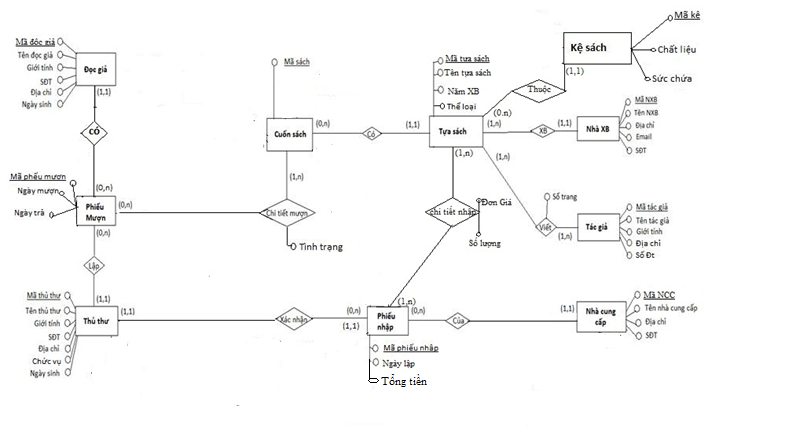 Mã độc giả
Tên độc giả
Giới tính
SĐT
Địa chỉ
Ngày sinh
Đọc giả
(1,1)
CÓ
(0,n)
Mã phếu mươn
Ngày mượn
Ngày trả
Phiếu
Mượn
(0,n)
(0,n)
Lập
(1,1)
Mã thủ thư
Tên thủ thư
Giới tính
SĐT
Địa chỉ
Chức vụ
Ngày sinh
Thủ thư
(1,1)
Xác nhận
(0,n)
(1,1)
Phiếu
nhập
(1,n)
(0,n)
Mã phiếu nhập
Ngày lập
Tổng tiền
Của
(1,1)
Nhà cung
cấp
Mã NCC
Tên nhà cung cấp
Địa chỉ
SĐT
Mã sách
Cuốn sách
(0,n)
(1,n)
Chi tiết mượn
Tình trạng
Có
(1,1)
Mã tựa sách
Tên tựa sách
Năm XB
Thể loại
Tựa sách
(0.n)
(1,n)
(1,n)
(1,n)
chi tiết nhập
Đơn Giá
Số lượng
Thuộc
(1,1)
Kệ sách
Mã kê
Chất liệu
Sức chứa
XB
(1,1)
Nhà XB
Mã NXB
Tên NXB
Địa chỉ
Email
SĐT
Số trang
Viết
(1,n)
Tác giả
Mã tác giả
Tên tác giả
Giới tính
Địa chỉ
Số Đt